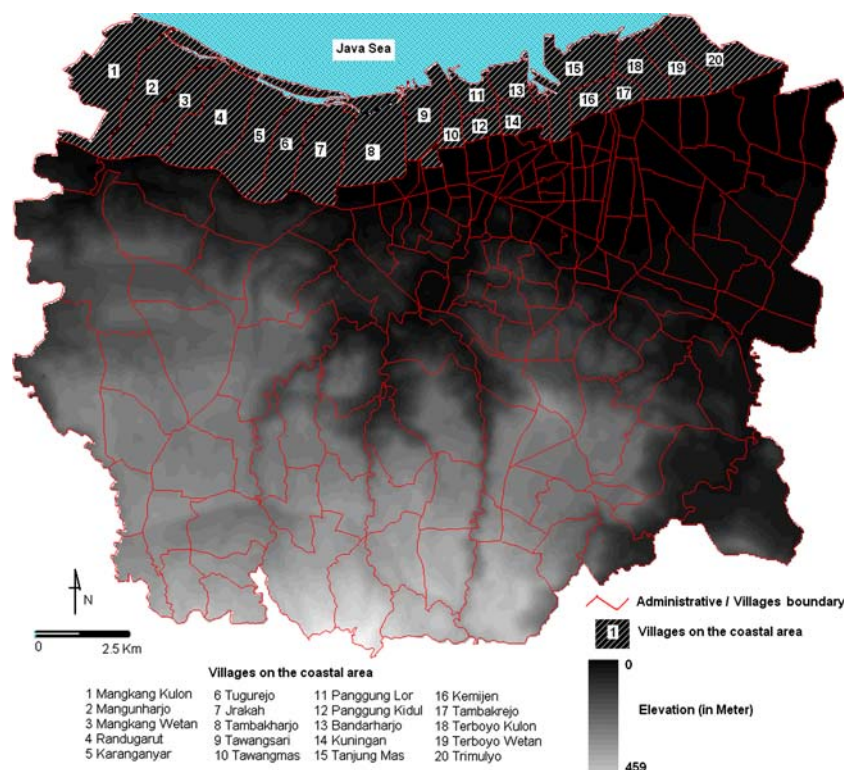 Java Sea
1
2
3
4
5
6
7
8
9
10
11
12
13
14
15
16
17
18
19
20
N
0 2.5 Km
Administrative / Villages boundary
1 Villages on the coastal area
0
Elevation (in Meter)
459
Villages on the coastal area
1 Mangkang Kulon 6 Tugurejo 11 Panggung Lor 16 Kemijen
2 Mangunharjo 7 Jrakah 12 Panggung Kidul 17 Tambakrejo
3 Mangkang Wetan 8 Tambakharjo 13 Bandarharjo 18 Terboyo Kulon
4 Randugarut 9 Tawangsari 14 Kuningan 19 Terboyo Wetan
5 Karanganyar 10 Tawangmas 15 Tanjung Mas 20 Trimulyo